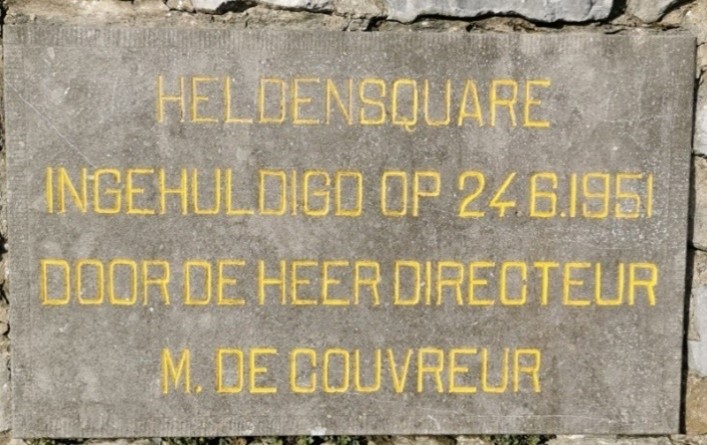 HELDENSQUARE
INGEHULDIGD OP 24.6.1951
DOOR DE HEER DIRECTEUR
M. DE COUVREUR